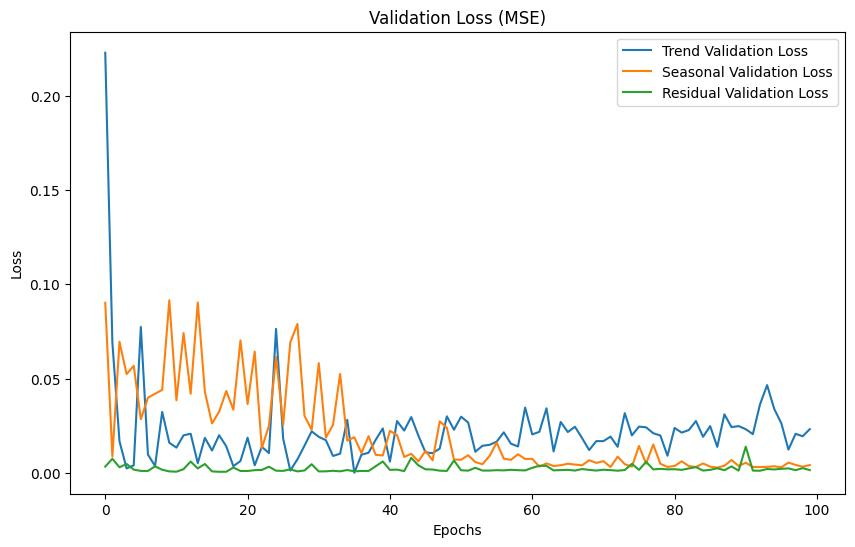 Validation Loss (MSE)
Trend Validation Loss
Seasonal Validation Loss
Residual Validation Loss
Loss
0.20
0.15
0.10
0.05
0.00
0
20
40
60
80
100
Epochs